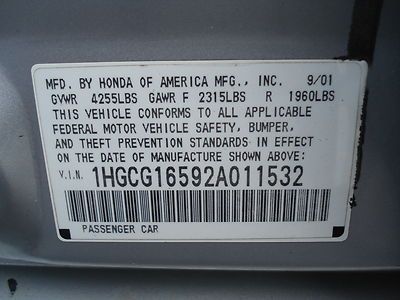 MFD. BY HONDA OF AMERICA MFG., INC. 9/01
GVWR 4255LBS GAWR F 2315LBS R 1960LBS
THIS VEHICLE CONFORMS TO ALL APPLICABLE
FEDERAL MOTOR VEHICLE SAFETY, BUMPER,
AND THEFT PREVENTION STANDARDS IN EFFECT
ON THE DATE OF MANUFACTURE SHOWN ABOVE:
V.I.N. 1HGCG16592A011532
PASSENGER CAR